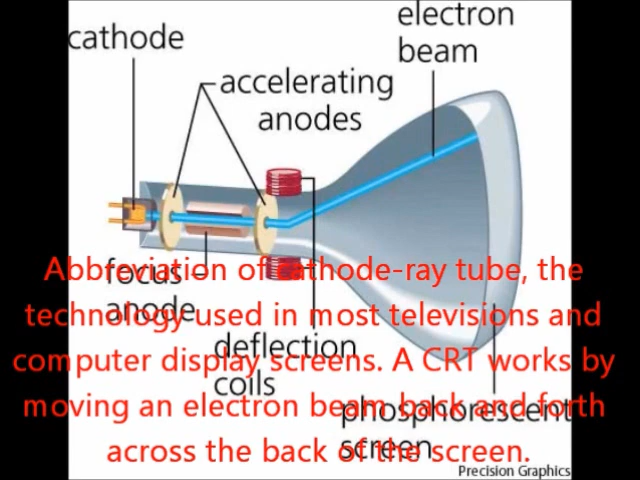 cathode
electron
beam
accelerating
anodes
focus
anode
deflection
coils
phosphorescent
screen
Abbreviation of cathode-ray tube, the
technology used in most televisions and
computer display screens. A CRT works by
moving an electron beam back and forth
across the back of the screen.
Precision Graphics